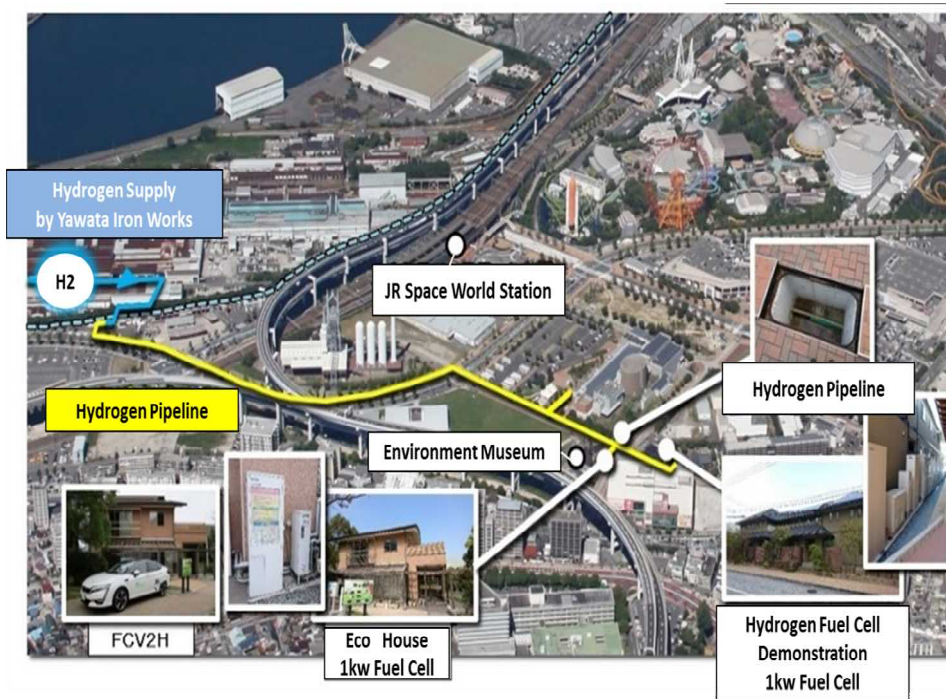 Hydrogen Supply
by Yawata Iron Works
H2
JR Space World Station
Hydrogen Pipeline
Hydrogen Pipeline
Environment Museum
FCV2H
Eco House
1kw Fuel Cell
Hydrogen Fuel Cell
Demonstration
1kw Fuel Cell